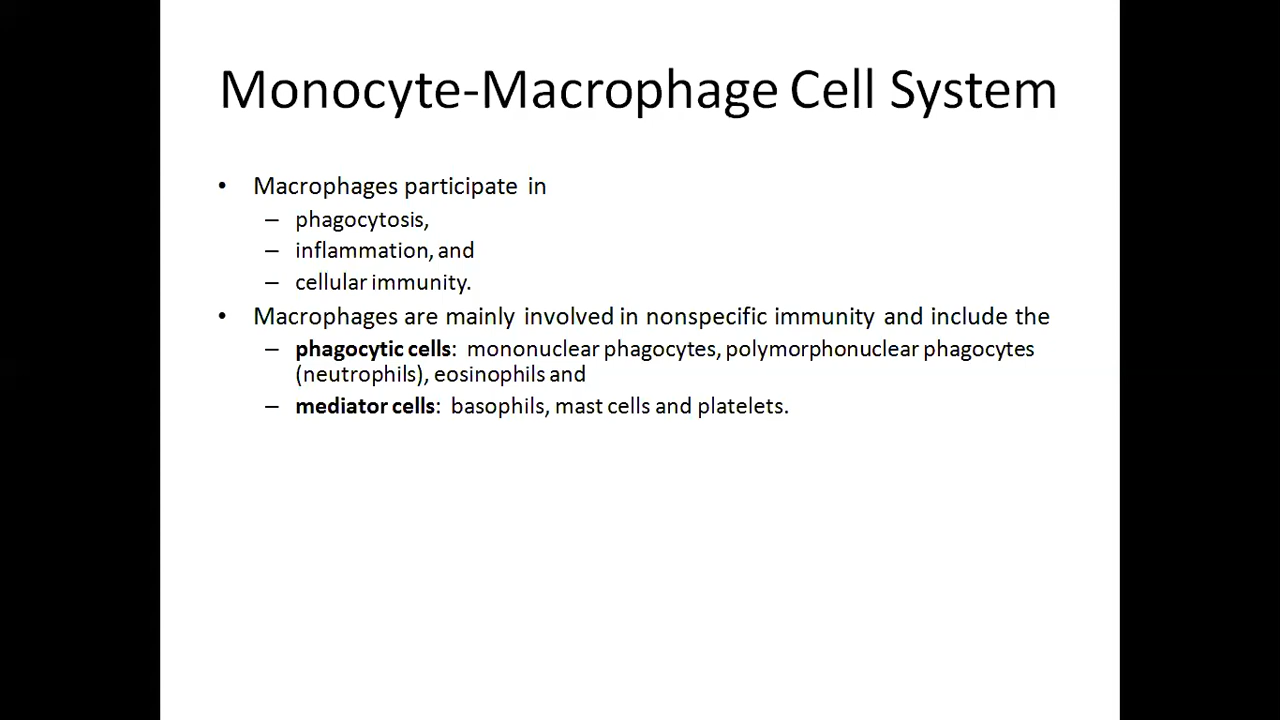 Monocyte-Macrophage Cell System
• Macrophages participate in
– phagocytosis,
– inflammation, and
– cellular immunity.
• Macrophages are mainly involved in nonspecific immunity and include the
– phagocytic cells: mononuclear phagocytes, polymorphonuclear phagocytes
(neutrophils), eosinophils and
– mediator cells: basophils, mast cells and platelets.